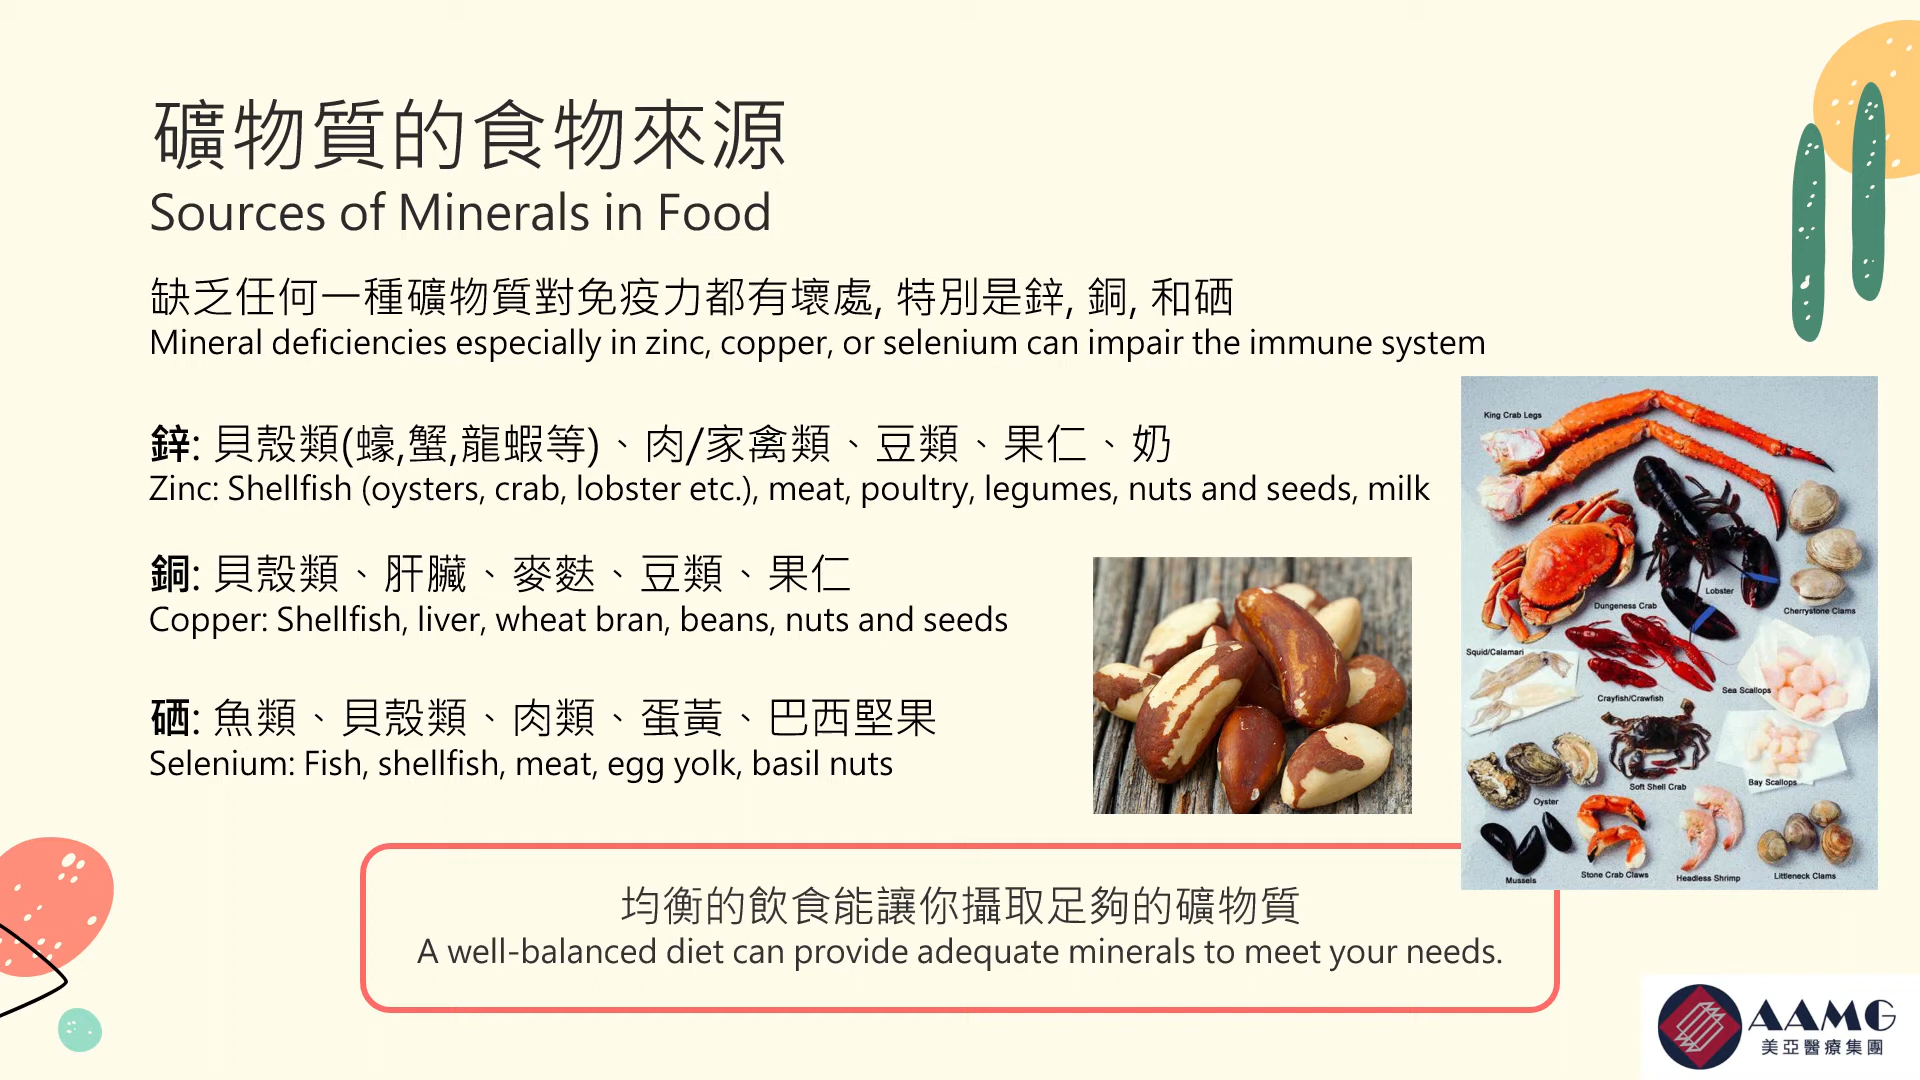 礦物質的食物來源
Sources of Minerals in Food
缺乏任何一種礦物質對免疫力都有壞處, 特別是鋅, 銅, 和硒
Mineral deficiencies especially in zinc, copper, or selenium can impair the immune system
鋅: 貝殼類(蠔,蟹,龍蝦等)、肉/家禽類、豆類、果仁、奶
Zinc: Shellfish (oysters, crab, lobster etc.), meat, poultry, legumes, nuts and seeds, milk
銅: 貝殼類、肝臟、麥麩、豆類、果仁
Copper: Shellfish, liver, wheat bran, beans, nuts and seeds
硒: 魚類、貝殼類、肉類、蛋黃、巴西堅果
Selenium: Fish, shellfish, meat, egg yolk, basil nuts
King Crab Legs
Lobster
Dungeness Crab
Cherrystone Clams
Squid/Calamari
Crayfish/Crawfish
Sea Scallops
Soft Shell Crab
Bay Scallops
Oyster
Mussels
Stone Crab Claws
Headless Shrimp
Littleneck Clams
均衡的飲食能讓你攝取足夠的礦物質
A well-balanced diet can provide adequate minerals to meet your needs.
AAMG
美亞醫療集團